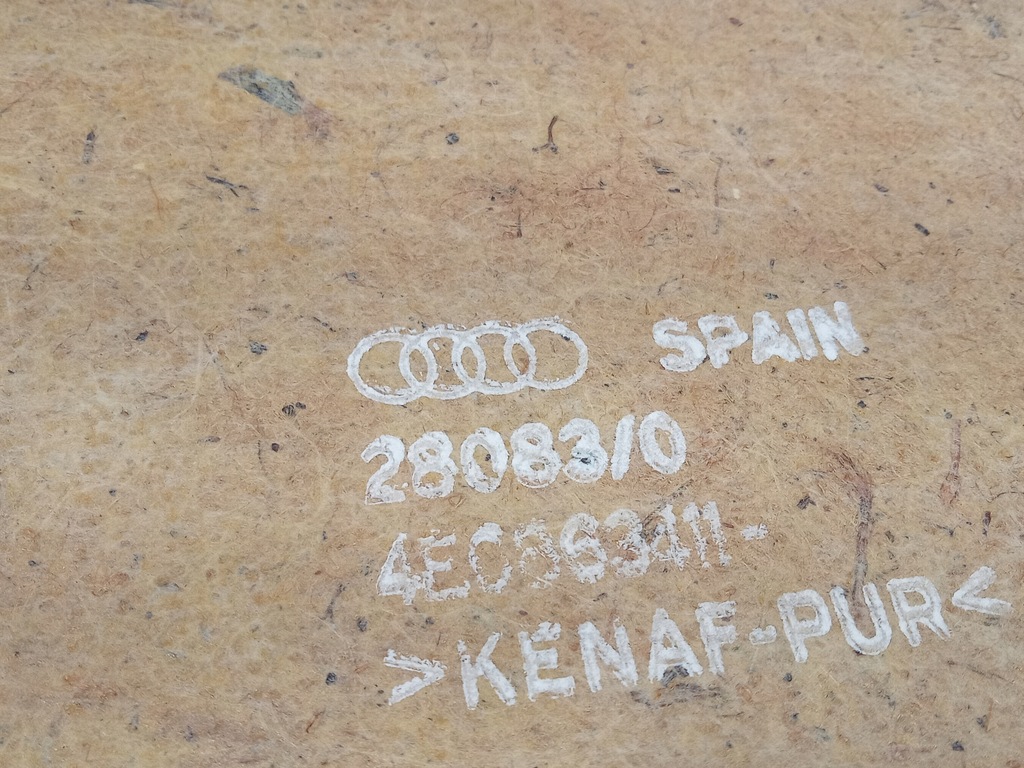 SPAIN
28083/0
4E0863411-
>KENAF-PUR<